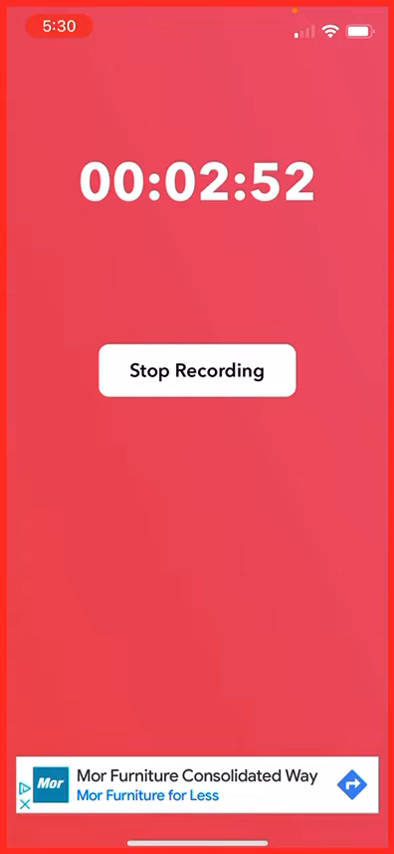 5:30
00:02:52
Stop Recording
Mor
Mor Furniture Consolidated Way
Mor Furniture for Less